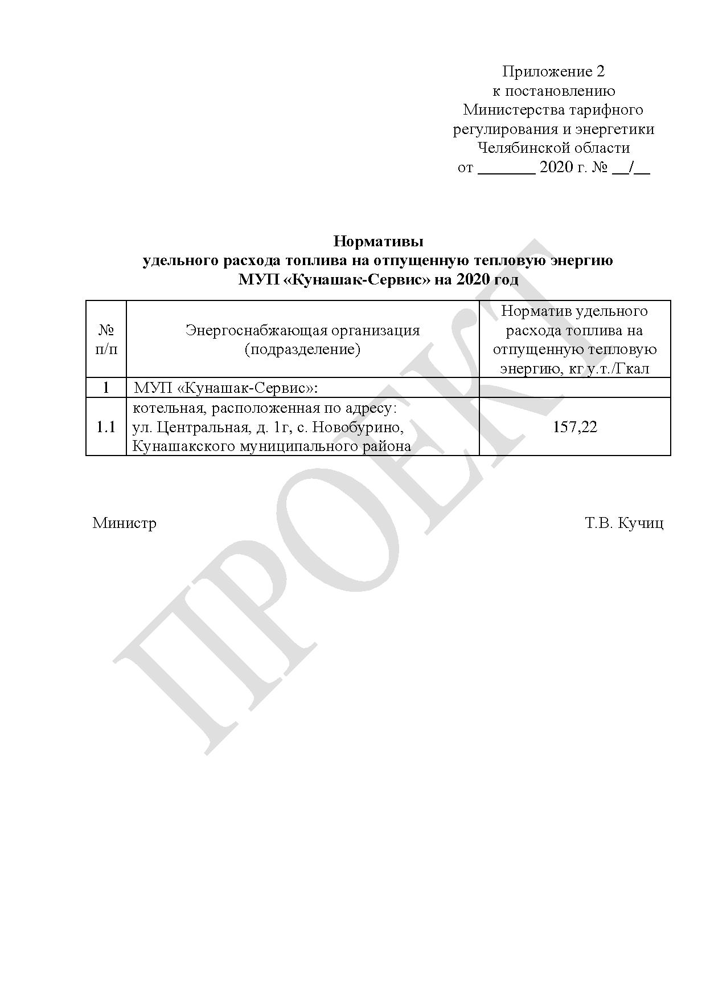 Приложение 2
к постановлению
Министерства тарифного
регулирования и энергетики
Челябинской области
от _______ 2020 г. № __/__
Нормативы
удельного расхода топлива на отпущенную тепловую энергию
МУП «Кунашак-Сервис» на 2020 год
№
п/п
Энергоснабжающая организация
(подразделение)
Норматив удельного
расхода топлива на
отпущенную тепловую
энергию, кг у.т./Гкал
1
МУП «Кунашак-Сервис»:
1.1
котельная, расположенная по адресу:
ул. Центральная, д. 1г, с. Новобурино,
Кунашакского муниципального района
157,22
Министр
Т.В. Кучиц
ПРОЕКТ